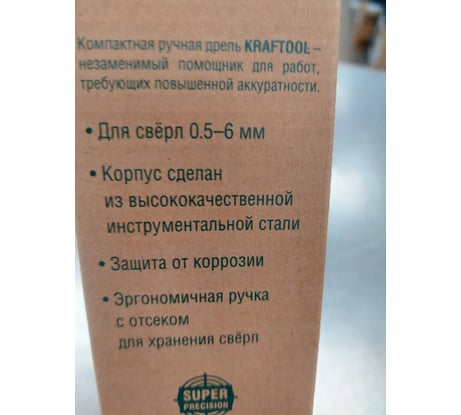 Компактная ручная дрель KRAFTOOL –
незаменимый помощник для работ,
требующих повышенной аккуратности.
• Для свёрл 0.5–6 мм
• Корпус сделан
из высококачественной
инструментальной стали
• Защита от коррозии
• Эргономичная ручка
с отсеком
для хранения свёрл
SUPER
PRECISION